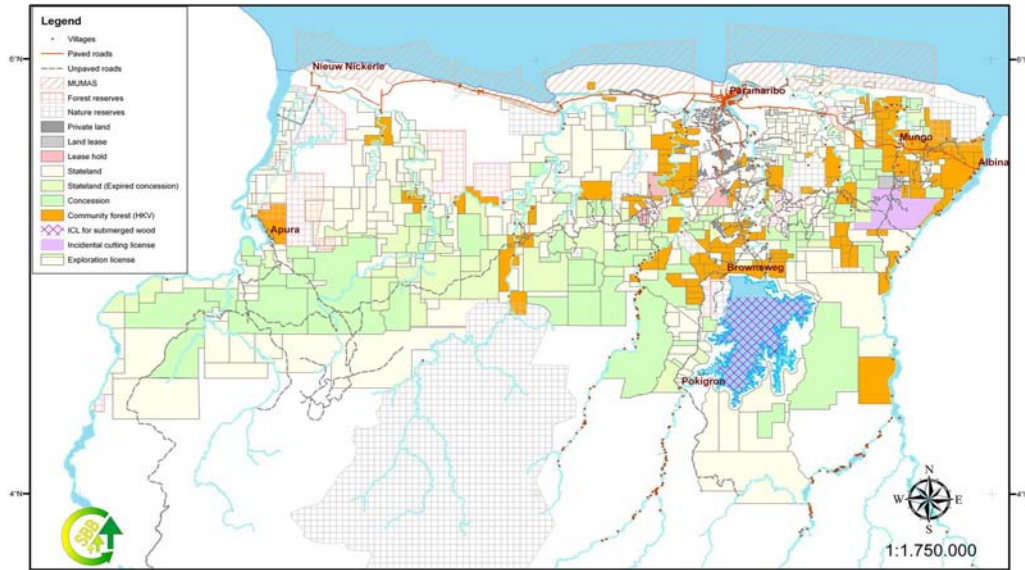 Legend
Villages
Paved roads
Unpaved roads
MUMAS
Forest reserves
Nature reserves
Private land
Land lease
Lease hold
Stateland
Stateland (Expired concession)
Concession
Community forest (HKV)
ICL for submerged wood
Incidental cutting license
Exploration license
6°N
6°
Nieuw Nickerie
Paramaribo
Mungo
Albina
Apura
Brownsweg
Pokigron
4°N
4°
N
W E
S
SBB
1:1.750.000